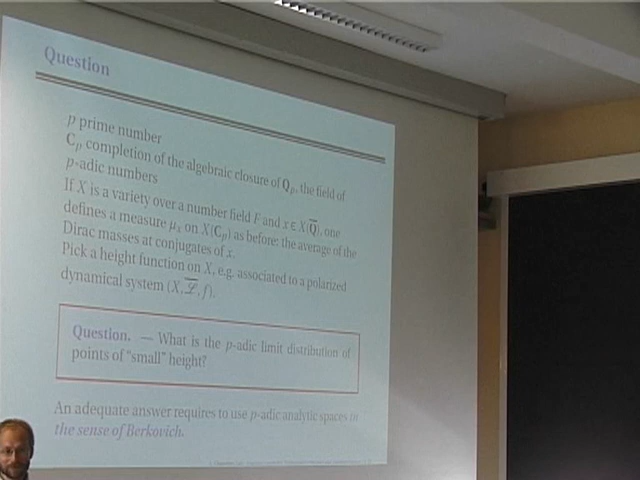 Question
p prime number
C_p completion of the algebraic closure of Q_p, the field of
p-adic numbers
If X is a variety over a number field F and x ∈ X(Q̅), one
defines a measure μ_x on X(C_p) as before: the average of the
Dirac masses at conjugates of x.
Pick a height function on X, e.g. associated to a polarized
dynamical system (X, ℒ̅, f).
Question. — What is the p-adic limit distribution of
points of "small" height?
An adequate answer requires to use p-adic analytic spaces in
the sense of Berkovich.